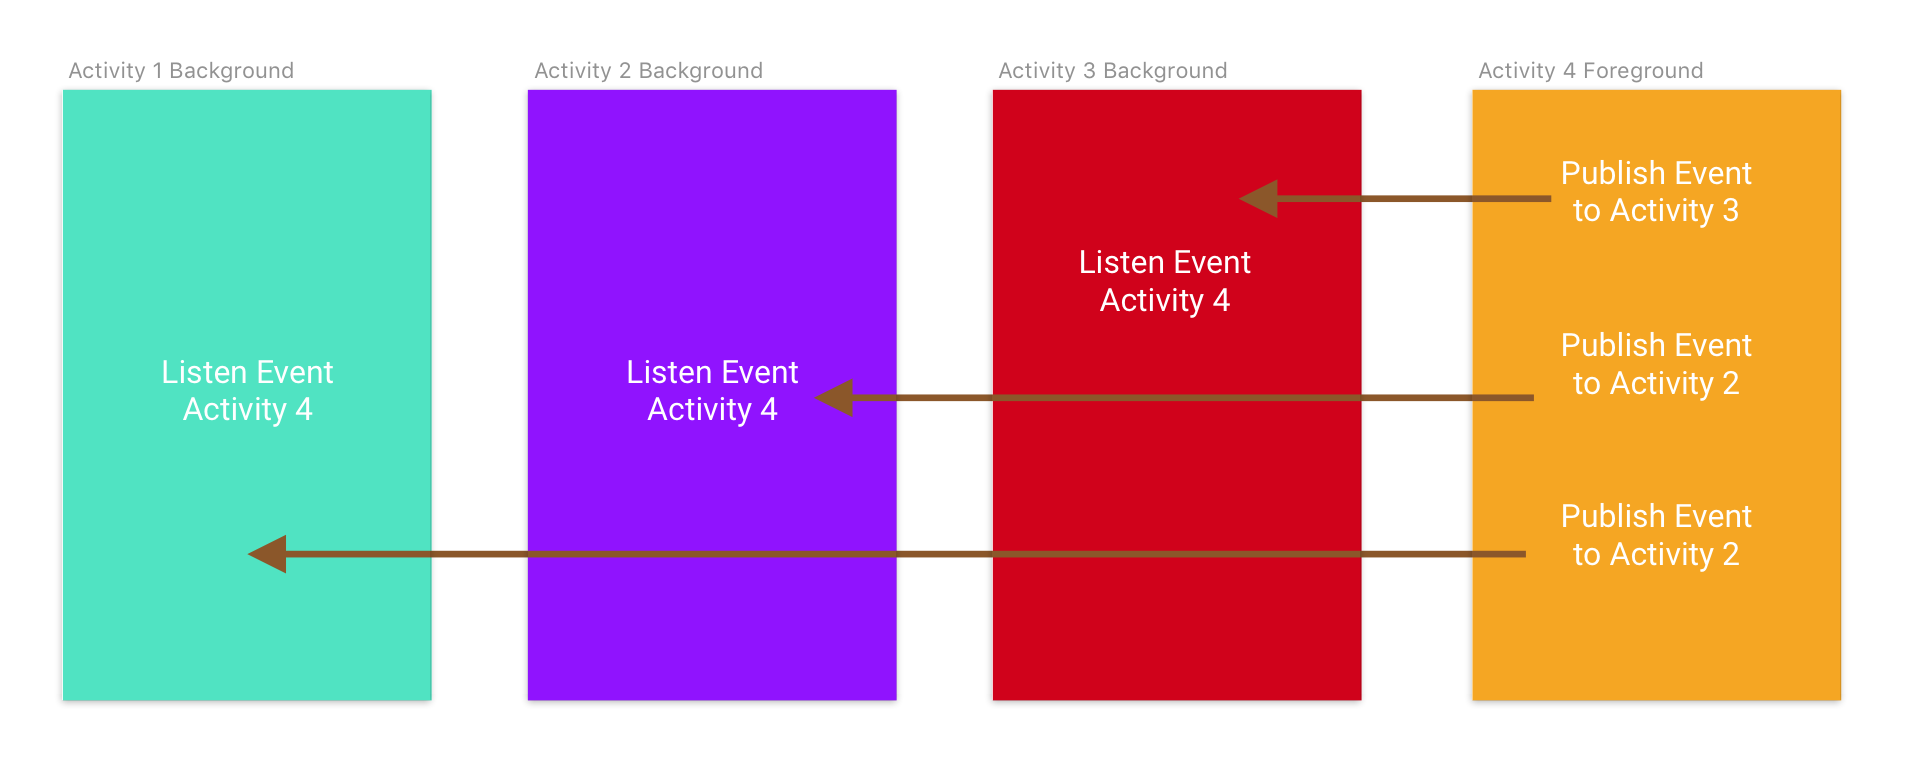 Activity 1 Background
Activity 2 Background
Activity 3 Background
Activity 4 Foreground
Listen Event
Activity 4
Listen Event
Activity 4
Listen Event
Activity 4
Publish Event
to Activity 3
Publish Event
to Activity 2
Publish Event
to Activity 2